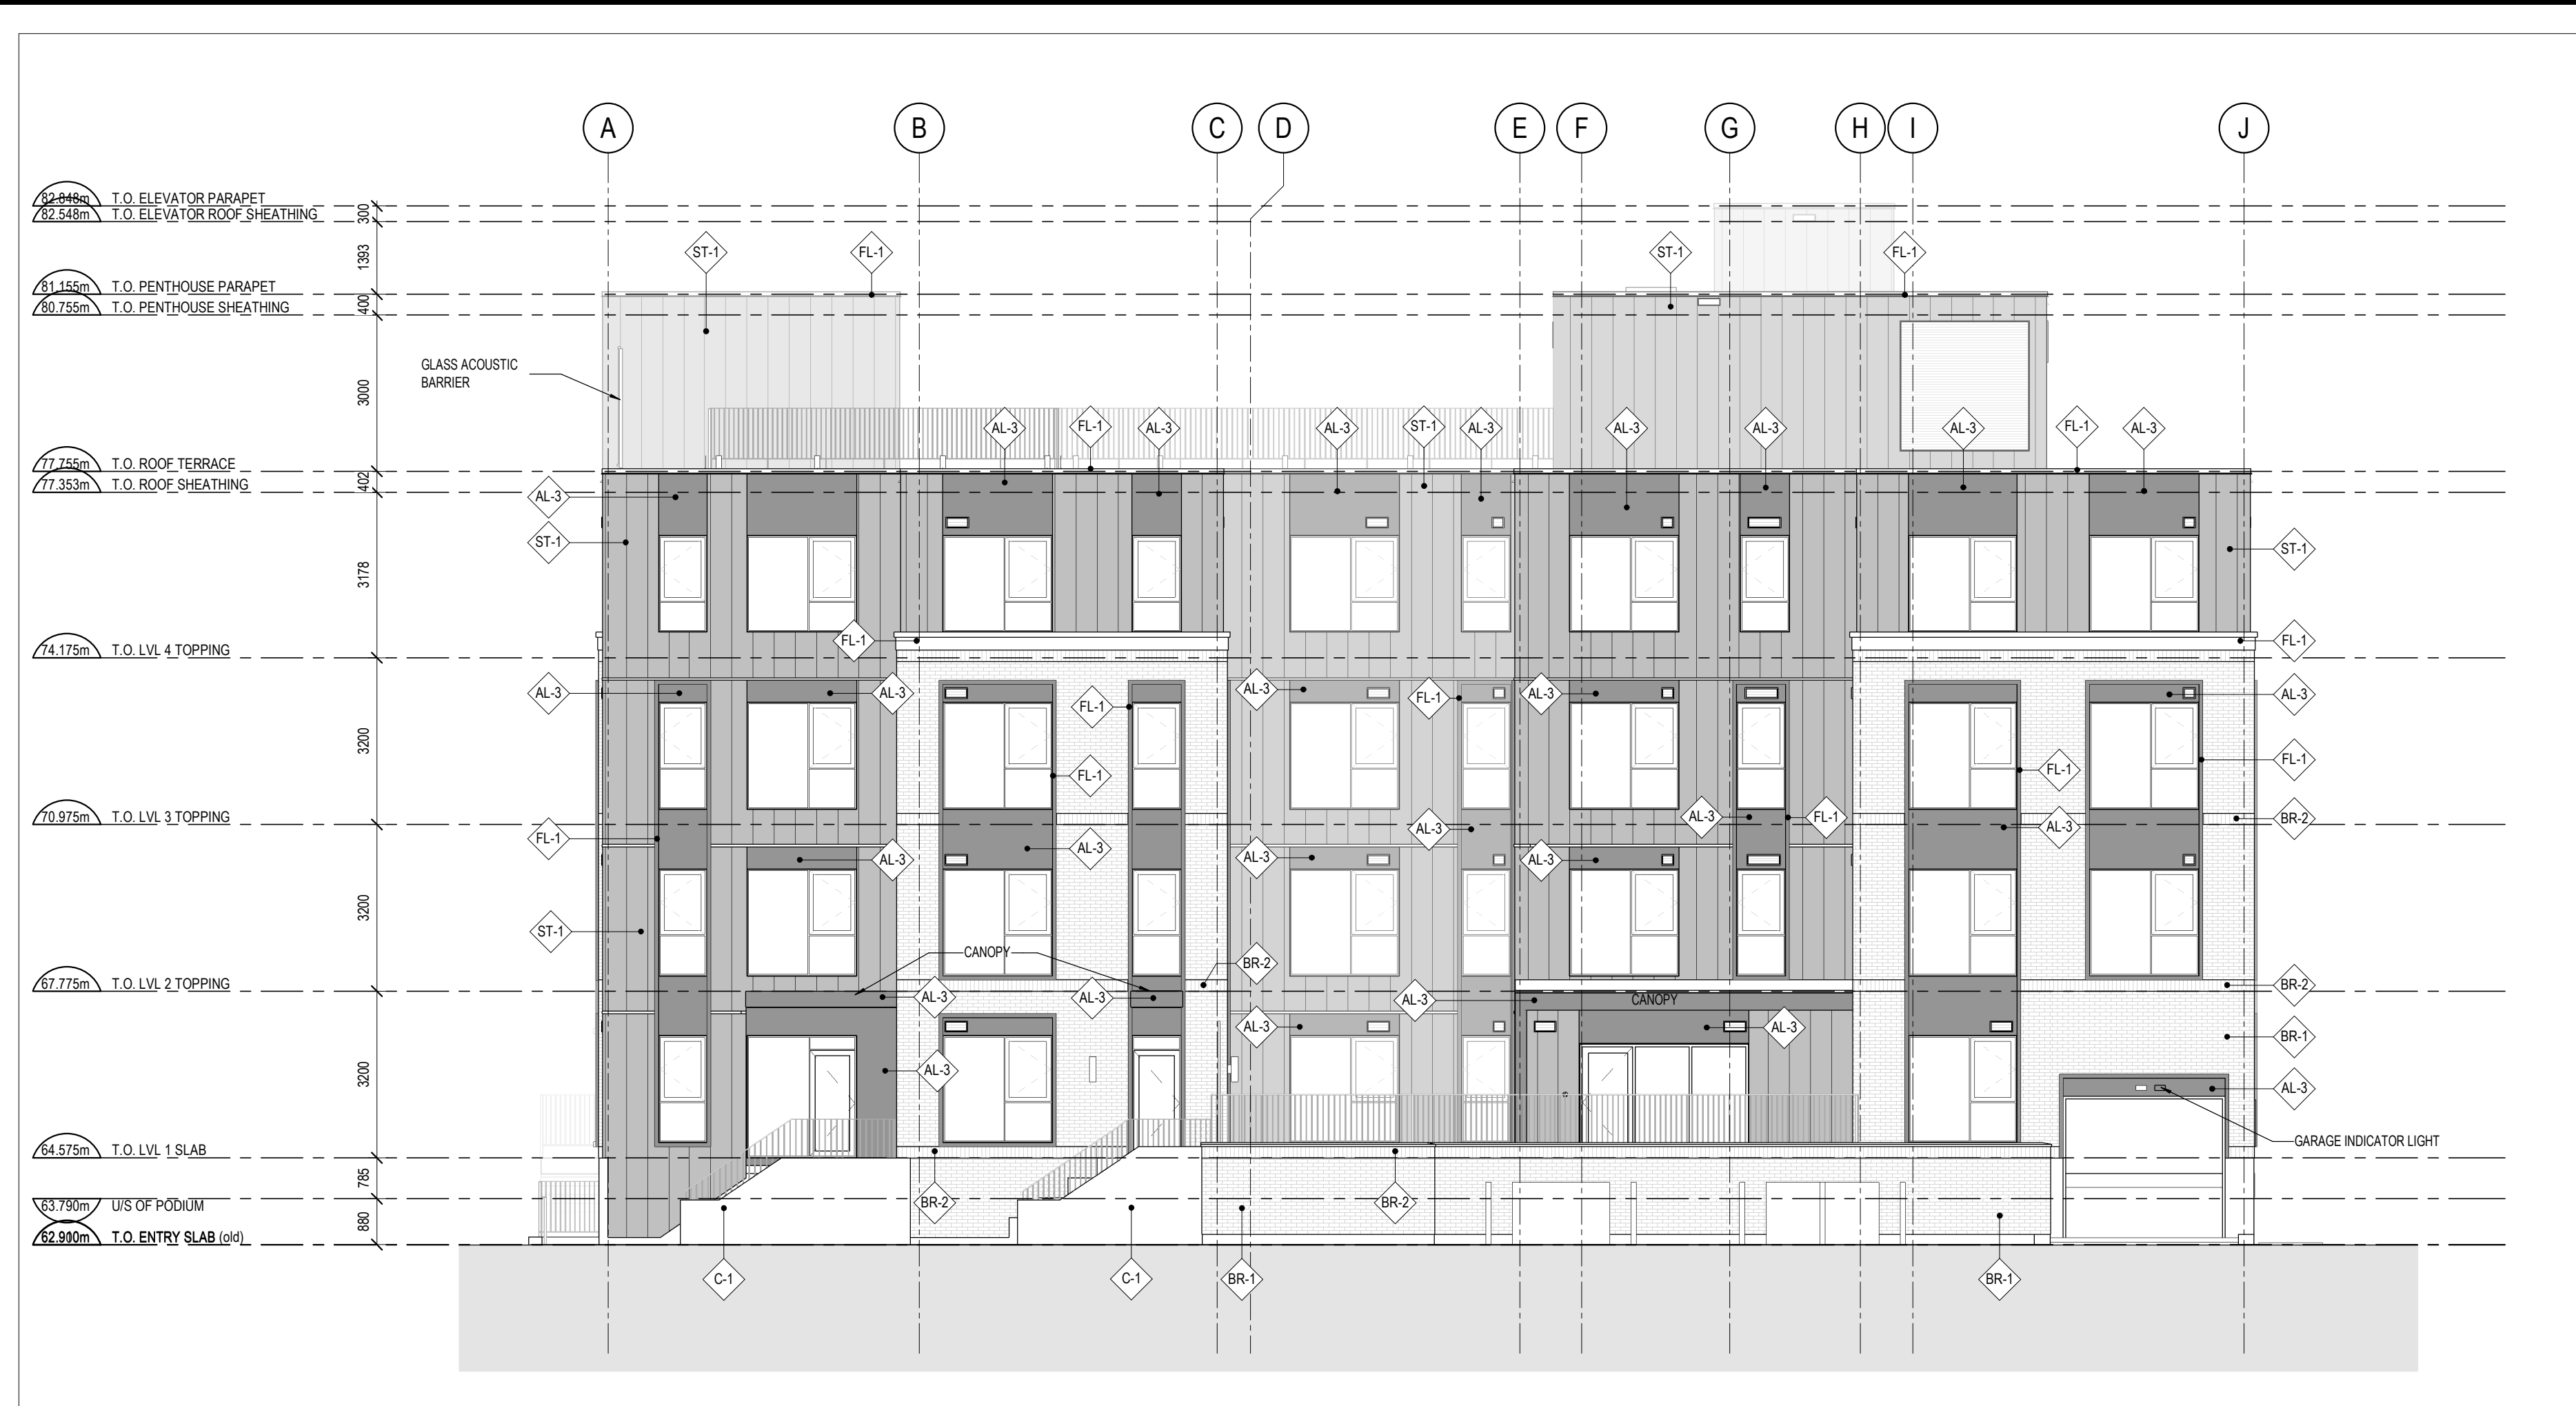 A B C D E F G H I J
82.848m T.O. ELEVATOR PARAPET
82.548m T.O. ELEVATOR ROOF SHEATHING
300
1393
ST-1 FL-1 ST-1 FL-1
81.155m T.O. PENTHOUSE PARAPET
80.755m T.O. PENTHOUSE SHEATHING
400
GLASS ACOUSTIC
BARRIER
3000
AL-3 FL-1 AL-3 AL-3 ST-1 AL-3 AL-3 AL-3 AL-3 FL-1 AL-3
77.755m T.O. ROOF TERRACE
77.353m T.O. ROOF SHEATHING
402
AL-3
ST-1 ST-1
3178
FL-1 FL-1
74.175m T.O. LVL 4 TOPPING
AL-3 AL-3 AL-3 FL-1 AL-3 AL-3
FL-1
3200
FL-1 FL-1 FL-1
70.975m T.O. LVL 3 TOPPING
AL-3 FL-1 BR-2
FL-1 AL-3 AL-3 AL-3
AL-3 AL-3 AL-3
3200
ST-1
CANOPY
BR-2
67.775m T.O. LVL 2 TOPPING
BR-2
AL-3 AL-3 AL-3 CANOPY
AL-3 AL-3 BR-1
3200
AL-3 AL-3
64.575m T.O. LVL 1 SLAB
GARAGE INDICATOR LIGHT
785
63.790m U/S OF PODIUM
BR-2 BR-2
880
62.900m T.O. ENTRY SLAB (old)
C-1 C-1 BR-1 BR-1